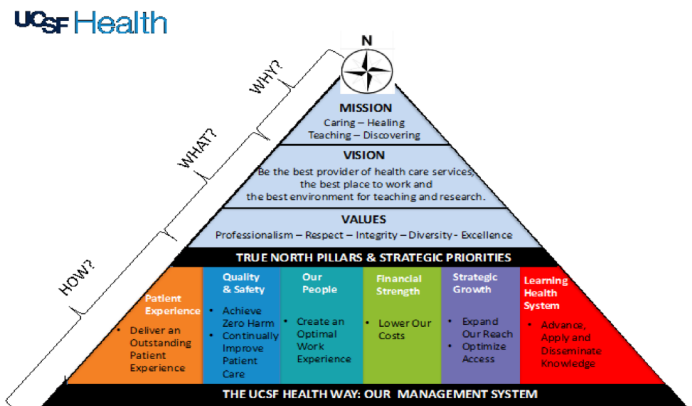 UCSF Health
N
WHY?
MISSION
Caring – Healing
Teaching – Discovering
WHAT?
VISION
Be the best provider of health care services,
the best place to work and
the best environment for teaching and research.
VALUES
Professionalism – Respect – Integrity – Diversity - Excellence
HOW?
TRUE NORTH PILLARS & STRATEGIC PRIORITIES
Patient
Experience
• Deliver an
Outstanding
Patient
Experience
Quality
& Safety
• Achieve
Zero Harm
• Continually
Improve
Patient
Care
Our
People
• Create an
Optimal
Work
Experience
Financial
Strength
• Lower Our
Costs
Strategic
Growth
• Expand
Our Reach
• Optimize
Access
Learning
Health
System
• Advance,
Apply and
Disseminate
Knowledge
THE UCSF HEALTH WAY: OUR MANAGEMENT SYSTEM